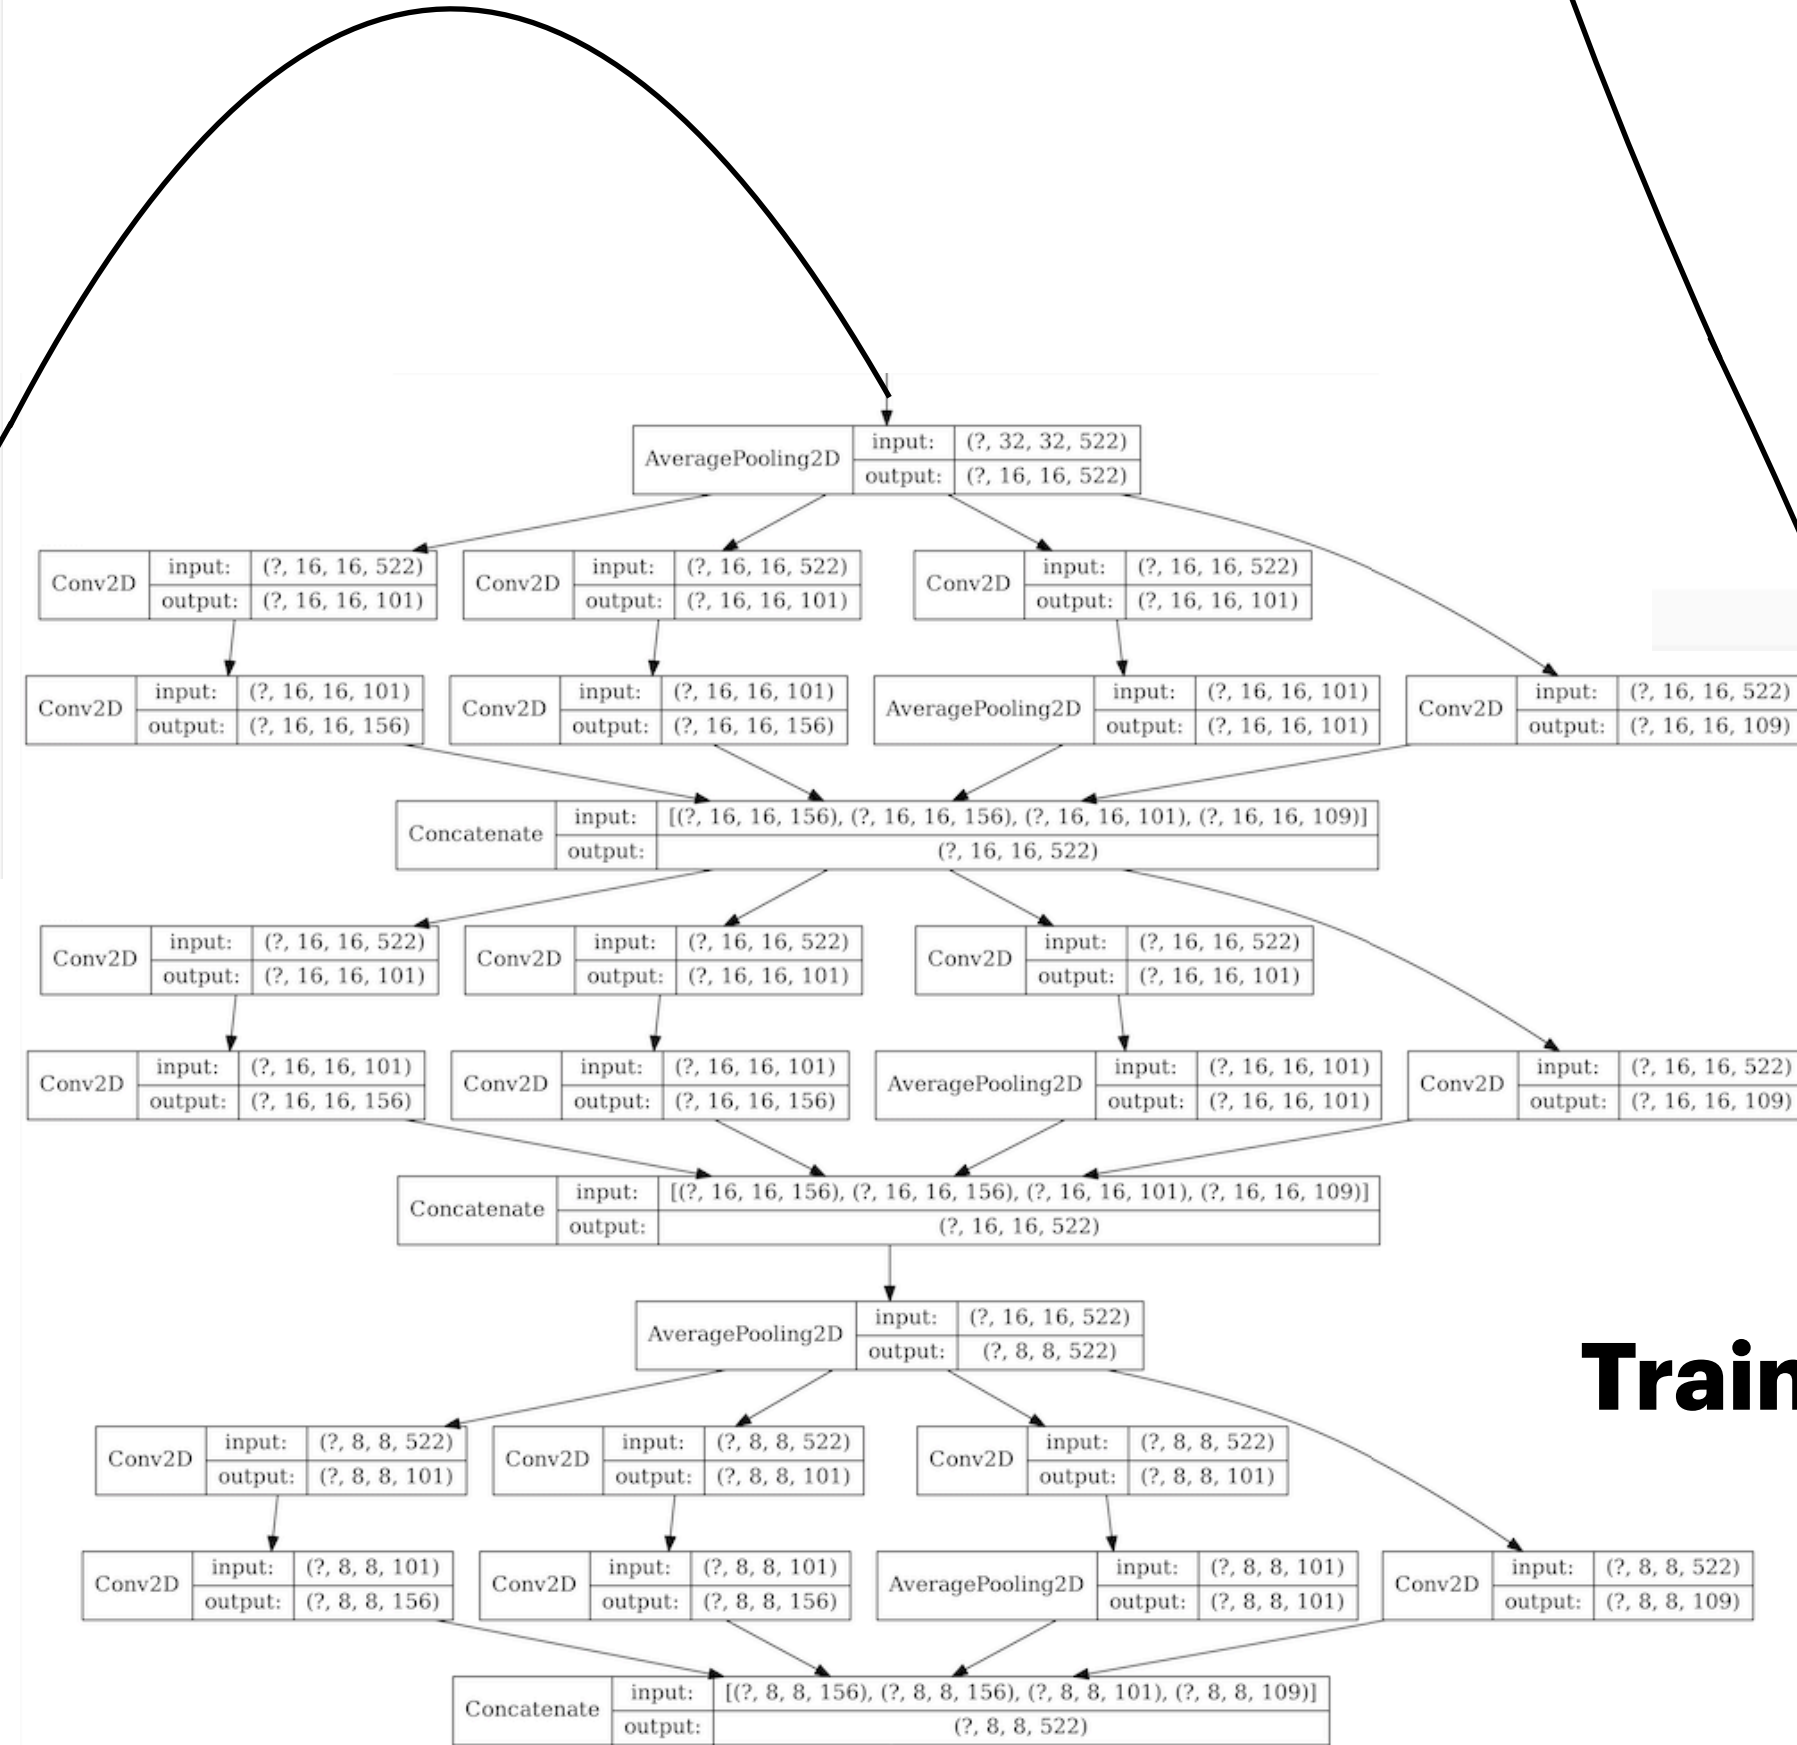 AveragePooling2D input: (?, 32, 32, 522)
output: (?, 16, 16, 522)
Conv2D input: (?, 16, 16, 522)
output: (?, 16, 16, 101)
Conv2D input: (?, 16, 16, 522)
output: (?, 16, 16, 101)
Conv2D input: (?, 16, 16, 522)
output: (?, 16, 16, 101)
Conv2D input: (?, 16, 16, 101)
output: (?, 16, 16, 156)
Conv2D input: (?, 16, 16, 101)
output: (?, 16, 16, 156)
AveragePooling2D input: (?, 16, 16, 101)
output: (?, 16, 16, 101)
Conv2D input: (?, 16, 16, 522)
output: (?, 16, 16, 109)
Concatenate input: [(?, 16, 16, 156), (?, 16, 16, 156), (?, 16, 16, 101), (?, 16, 16, 109)]
output: (?, 16, 16, 522)
Conv2D input: (?, 16, 16, 522)
output: (?, 16, 16, 101)
Conv2D input: (?, 16, 16, 522)
output: (?, 16, 16, 101)
Conv2D input: (?, 16, 16, 522)
output: (?, 16, 16, 101)
Conv2D input: (?, 16, 16, 101)
output: (?, 16, 16, 156)
Conv2D input: (?, 16, 16, 101)
output: (?, 16, 16, 156)
AveragePooling2D input: (?, 16, 16, 101)
output: (?, 16, 16, 101)
Conv2D input: (?, 16, 16, 522)
output: (?, 16, 16, 109)
Concatenate input: [(?, 16, 16, 156), (?, 16, 16, 156), (?, 16, 16, 101), (?, 16, 16, 109)]
output: (?, 16, 16, 522)
AveragePooling2D input: (?, 16, 16, 522)
output: (?, 8, 8, 522)
Train
Conv2D input: (?, 8, 8, 522)
output: (?, 8, 8, 101)
Conv2D input: (?, 8, 8, 522)
output: (?, 8, 8, 101)
Conv2D input: (?, 8, 8, 522)
output: (?, 8, 8, 101)
Conv2D input: (?, 8, 8, 101)
output: (?, 8, 8, 156)
Conv2D input: (?, 8, 8, 101)
output: (?, 8, 8, 156)
AveragePooling2D input: (?, 8, 8, 101)
output: (?, 8, 8, 101)
Conv2D input: (?, 8, 8, 522)
output: (?, 8, 8, 109)
Concatenate input: [(?, 8, 8, 156), (?, 8, 8, 156), (?, 8, 8, 101), (?, 8, 8, 109)]
output: (?, 8, 8, 522)